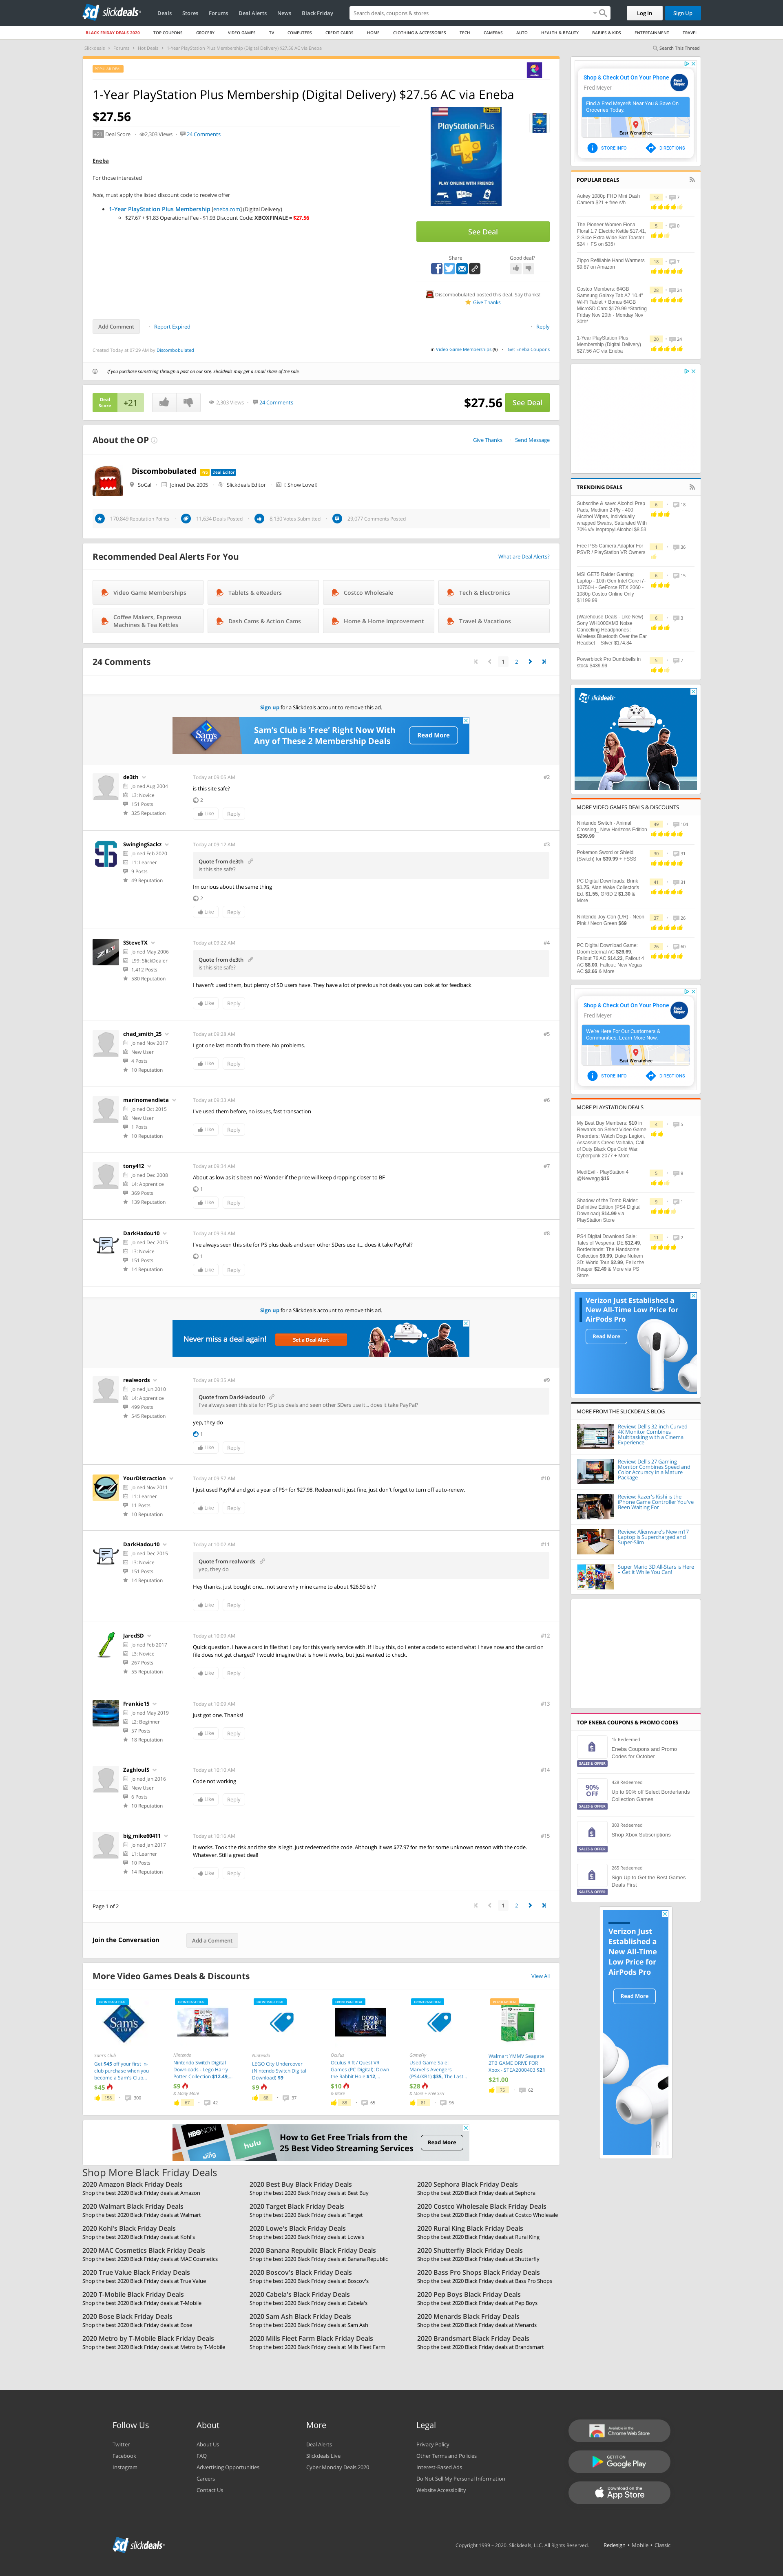 slickdeals
Deals Stores Forums Deal Alerts News Black Friday
Search deals, coupons & stores
Log In Sign Up
BLACK FRIDAY DEALS 2020 TOP COUPONS GROCERY VIDEO GAMES TV COMPUTERS CREDIT CARDS HOME CLOTHING & ACCESSORIES TECH CAMERAS AUTO HEALTH & BEAUTY BABIES & KIDS ENTERTAINMENT TRAVEL
Slickdeals > Forums > Hot Deals > 1-Year PlayStation Plus Membership (Digital Delivery) $27.56 AC via Eneba
Search This Thread
1-Year PlayStation Plus Membership (Digital Delivery) $27.56 AC via Eneba
$27.56
+21 Deal Score 2,303 Views 24 Comments
Eneba
For those interested
Note, must apply the listed discount code to receive offer
1-Year PlayStation Plus Membership [eneba.com] (Digital Delivery)
$27.67 + $1.83 Operational Fee - $1.93 Discount Code: XBOXFINALE = $27.56
PlayStation.Plus
PLAY ONLINE WITH FRIENDS
See Deal
Share Good deal?
Discombobulated posted this deal. Say thanks!
Give Thanks
Add Comment Report Expired Reply
Created Today at 07:29 AM by Discombobulated
in Video Game Memberships (9) Get Eneba Coupons
If you purchase something through a post on our site, Slickdeals may get a small share of the sale.
Deal Score +21 2,303 Views 24 Comments $27.56 See Deal
About the OP
Give Thanks Send Message
Discombobulated Pro Deal Editor
SoCal Joined Dec 2005 Slickdeals Editor Show Love
170,849 Reputation Points 11,634 Deals Posted 8,130 Votes Submitted 29,077 Comments Posted
Recommended Deal Alerts For You
What are Deal Alerts?
Video Game Memberships
Tablets & eReaders
Costco Wholesale
Tech & Electronics
Coffee Makers, Espresso Machines & Tea Kettles
Dash Cams & Action Cams
Home & Home Improvement
Travel & Vacations
24 Comments
1 2
Sign up for a Slickdeals account to remove this ad.
Sam's Club is 'Free' Right Now With
Any of These 2 Membership Deals
Read More
de3th
Joined Aug 2004
L3: Novice
151 Posts
325 Reputation
Today at 09:05 AM #2
is this site safe?
2
Like Reply
SwingingSackz
Joined Feb 2020
L1: Learner
9 Posts
49 Reputation
Today at 09:12 AM #3
Quote from de3th
is this site safe?
Im curious about the same thing
2
Like Reply
SSteveTX
Joined May 2006
L99: SlickDealer
1,412 Posts
580 Reputation
Today at 09:22 AM #4
Quote from de3th
is this site safe?
I haven't used them, but plenty of SD users have. They have a lot of previous hot deals you can look at for feedback
Like Reply
chad_smith_25
Joined Nov 2017
New User
4 Posts
10 Reputation
Today at 09:28 AM #5
I got one last month from there. No problems.
Like Reply
marinomendieta
Joined Oct 2015
New User
1 Posts
10 Reputation
Today at 09:33 AM #6
I've used them before, no issues, fast transaction
Like Reply
tony412
Joined Dec 2008
L4: Apprentice
369 Posts
139 Reputation
Today at 09:34 AM #7
About as low as it's been no? Wonder if the price will keep dropping closer to BF
1
Like Reply
DarkHadou10
Joined Dec 2015
L3: Novice
151 Posts
14 Reputation
Today at 09:34 AM #8
I've always seen this site for PS plus deals and seen other SDers use it... does it take PayPal?
1
Like Reply
Sign up for a Slickdeals account to remove this ad.
Never miss a deal again! Set a Deal Alert
realwords
Joined Jun 2010
L4: Apprentice
499 Posts
545 Reputation
Today at 09:35 AM #9
Quote from DarkHadou10
I've always seen this site for PS plus deals and seen other SDers use it... does it take PayPal?
yep, they do
1
Like Reply
YourDistraction
Joined Nov 2011
L1: Learner
11 Posts
10 Reputation
Today at 09:57 AM #10
I just used PayPal and got a year of PS+ for $27.98. Redeemed it just fine, just don't forget to turn off auto-renew.
Like Reply
DarkHadou10
Joined Dec 2015
L3: Novice
151 Posts
14 Reputation
Today at 10:02 AM #11
Quote from realwords
yep, they do
Hey thanks, just bought one... not sure why mine came to about $26.50 ish?
Like Reply
JaredSD
Joined Feb 2017
L3: Novice
267 Posts
55 Reputation
Today at 10:09 AM #12
Quick question. I have a card in file that I pay for this yearly service with. If I buy this, do I enter a code to extend what I have now and the card on
file does not get charged? I would imagine that is how it works, but just wanted to check.
Like Reply
Frankie15
Joined May 2019
L2: Beginner
57 Posts
18 Reputation
Today at 10:09 AM #13
Just got one. Thanks!
Like Reply
ZaghloulS
Joined Jan 2016
New User
6 Posts
10 Reputation
Today at 10:10 AM #14
Code not working
Like Reply
big_mike60411
Joined Jan 2017
L1: Learner
10 Posts
14 Reputation
Today at 10:16 AM #15
It works. Took the risk and the site is legit. Just redeemed the code. Although it was $27.97 for me for some unknown reason with the code.
Whatever. Still a great deal!
Like Reply
Page 1 of 2
1 2
Join the Conversation Add a Comment
More Video Games Deals & Discounts
View All
Sam's Club
Get $45 off your first in-club purchase when you become a Sam's Club...
$45
158 300
Nintendo
Nintendo Switch Digital Downloads - Lego Harry Potter Collection $12.49...
$9
& Many More
67 42
Nintendo
LEGO City Undercover (Nintendo Switch Digital Download) $9
$9
68 37
Oculus
Oculus Rift / Quest VR Games (PC Digital): Down the Rabbit Hole $12...
$10
& More
88 65
GameFly
Used Game Sale: Marvel's Avengers (PS4/XB1) $35, The Last...
$28
& More + Free S/H
81 96
Walmart YMMV Seagate 2TB GAME DRIVE FOR Xbox - STEA2000403 $21
$21.00
75 62
HBO NOW sling hulu
How to Get Free Trials from the
25 Best Video Streaming Services
Read More
Shop More Black Friday Deals
2020 Amazon Black Friday Deals
Shop the best 2020 Black Friday deals at Amazon
2020 Best Buy Black Friday Deals
Shop the best 2020 Black Friday deals at Best Buy
2020 Sephora Black Friday Deals
Shop the best 2020 Black Friday deals at Sephora
2020 Walmart Black Friday Deals
Shop the best 2020 Black Friday deals at Walmart
2020 Target Black Friday Deals
Shop the best 2020 Black Friday deals at Target
2020 Costco Wholesale Black Friday Deals
Shop the best 2020 Black Friday deals at Costco Wholesale
2020 Kohl's Black Friday Deals
Shop the best 2020 Black Friday deals at Kohl's
2020 Lowe's Black Friday Deals
Shop the best 2020 Black Friday deals at Lowe's
2020 Rural King Black Friday Deals
Shop the best 2020 Black Friday deals at Rural King
2020 MAC Cosmetics Black Friday Deals
Shop the best 2020 Black Friday deals at MAC Cosmetics
2020 Banana Republic Black Friday Deals
Shop the best 2020 Black Friday deals at Banana Republic
2020 Shutterfly Black Friday Deals
Shop the best 2020 Black Friday deals at Shutterfly
2020 True Value Black Friday Deals
Shop the best 2020 Black Friday deals at True Value
2020 Boscov's Black Friday Deals
Shop the best 2020 Black Friday deals at Boscov's
2020 Bass Pro Shops Black Friday Deals
Shop the best 2020 Black Friday deals at Bass Pro Shops
2020 T-Mobile Black Friday Deals
Shop the best 2020 Black Friday deals at T-Mobile
2020 Cabela's Black Friday Deals
Shop the best 2020 Black Friday deals at Cabela's
2020 Pep Boys Black Friday Deals
Shop the best 2020 Black Friday deals at Pep Boys
2020 Bose Black Friday Deals
Shop the best 2020 Black Friday deals at Bose
2020 Sam Ash Black Friday Deals
Shop the best 2020 Black Friday deals at Sam Ash
2020 Menards Black Friday Deals
Shop the best 2020 Black Friday deals at Menards
2020 Metro by T-Mobile Black Friday Deals
Shop the best 2020 Black Friday deals at Metro by T-Mobile
2020 Mills Fleet Farm Black Friday Deals
Shop the best 2020 Black Friday deals at Mills Fleet Farm
2020 Brandsmart Black Friday Deals
Shop the best 2020 Black Friday deals at Brandsmart
Shop & Check Out On Your Phone
Fred Meyer
Find A Fred Meyer® Near You & Save On Groceries Today.
East Wenatchee
STORE INFO DIRECTIONS
POPULAR DEALS
Aukey 1080p FHD Mini Dash Camera $21 + free s/h
12 7
The Pioneer Women Fiona Floral 1.7 Electric Kettle $17.41, 2-Slice Extra Wide Slot Toaster $24 + FS on $35+
5 0
Zippo Refillable Hand Warmers $9.87 on Amazon
18 7
Costco Members: 64GB Samsung Galaxy Tab A7 10.4" Wi-Fi Tablet + Bonus 64GB MicroSD Card $179.99 *Starting Friday Nov 20th - Monday Nov 30th*
28 24
1-Year PlayStation Plus Membership (Digital Delivery) $27.56 AC via Eneba
20 24
TRENDING DEALS
Subscribe & save: Alcohol Prep Pads, Medium 2-Ply - 400 Alcohol Wipes, Individually wrapped Swabs, Saturated With 70% v/v Isopropyl Alcohol $8.53
6 18
Free PS5 Camera Adaptor For PSVR / PlayStation VR Owners
1 36
MSI GE75 Raider Gaming Laptop - 10th Gen Intel Core i7-10750H - GeForce RTX 2060 - 1080p Costco Online Only $1199.99
6 15
(Warehouse Deals - Like New) Sony WH1000XM3 Noise Cancelling Headphones : Wireless Bluetooth Over the Ear Headset – Silver $174.84
6 3
Powerblock Pro Dumbbells in stock $439.99
5 7
slickdeals
MORE VIDEO GAMES DEALS & DISCOUNTS
Nintendo Switch - Animal Crossing_ New Horizons Edition $299.99
49 104
Pokemon Sword or Shield (Switch) for $39.99 + FSSS
30 31
PC Digital Downloads: Brink $1.75, Alan Wake Collector's Ed. $1.55, GRID 2 $1.30 & More
41 31
Nintendo Joy-Con (L/R) - Neon Pink / Neon Green $69
37 26
PC Digital Download Game: Doom Eternal AC $26.69, Fallout 76 AC $14.23, Fallout 4 AC $8.00, Fallout: New Vegas AC $2.66 & More
26 60
Shop & Check Out On Your Phone
Fred Meyer
We're Here For Our Customers & Communities. Learn More Now.
East Wenatchee
STORE INFO DIRECTIONS
MORE PLAYSTATION DEALS
My Best Buy Members: $10 in Rewards on Select Video Game Preorders: Watch Dogs Legion, Assassin's Creed Valhalla, Call of Duty Black Ops Cold War, Cyberpunk 2077 + More
4 5
MediEvil - PlayStation 4 @Newegg $15
5 9
Shadow of the Tomb Raider: Definitive Edition (PS4 Digital Download) $14.99 via PlayStation Store
9 1
PS4 Digital Download Sale: Tales of Vesperia: DE $12.49, Borderlands: The Handsome Collection $9.99, Duke Nukem 3D: World Tour $2.99, Felix the Reaper $2.49 & More via PS Store
11 2
Verizon Just Established a
New All-Time Low Price for
AirPods Pro
Read More
MORE FROM THE SLICKDEALS BLOG
Review: Dell's 32-inch Curved 4K Monitor Combines Multitasking with a Cinema Experience
Review: Dell's 27 Gaming Monitor Combines Speed and Color Accuracy in a Mature Package
Review: Razer's Kishi is the iPhone Game Controller You've Been Waiting For
Review: Alienware's New m17 Laptop is Supercharged and Super-Slim
Super Mario 3D All-Stars is Here – Get It While You Can!
TOP ENEBA COUPONS & PROMO CODES
1k Redeemed
Eneba Coupons and Promo Codes for October
SALES & OFFER
90% OFF
428 Redeemed
Up to 90% off Select Borderlands Collection Games
SALES & OFFER
303 Redeemed
Shop Xbox Subscriptions
SALES & OFFER
265 Redeemed
Sign Up to Get the Best Games Deals First
SALES & OFFER
Verizon Just
Established a
New All-Time
Low Price for
AirPods Pro
Read More
Follow Us
Twitter
Facebook
Instagram
About
About Us
FAQ
Advertising Opportunities
Careers
Contact Us
More
Deal Alerts
Slickdeals Live
Cyber Monday Deals 2020
Legal
Privacy Policy
Other Terms and Policies
Interest-Based Ads
Do Not Sell My Personal Information
Website Accessibility
Available in the Chrome Web Store
GET IT ON Google Play
Download on the App Store
slickdeals
Copyright 1999 – 2020. Slickdeals, LLC. All Rights Reserved.
Redesign • Mobile • Classic